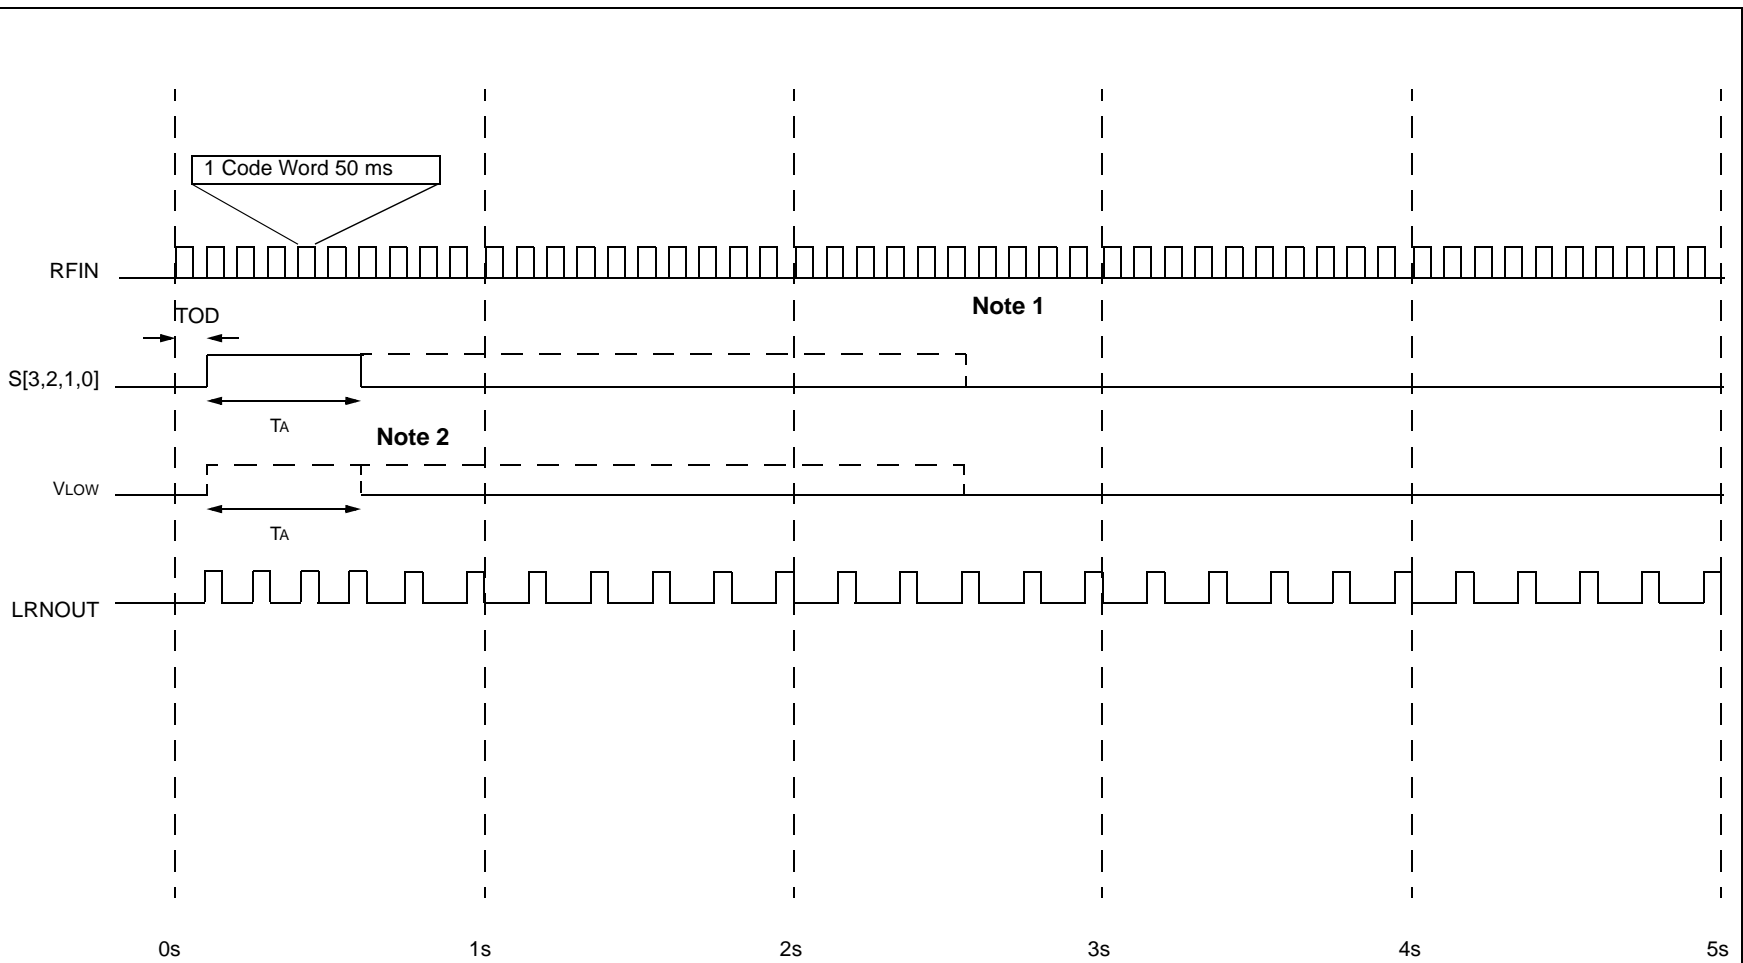 1 Code Word 50 ms
RFIN
Note 1
TOD
S[3,2,1,0]
TA
Note 2
VLOW
TA
LRNOUT
0s 1s 2s 3s 4s 5s